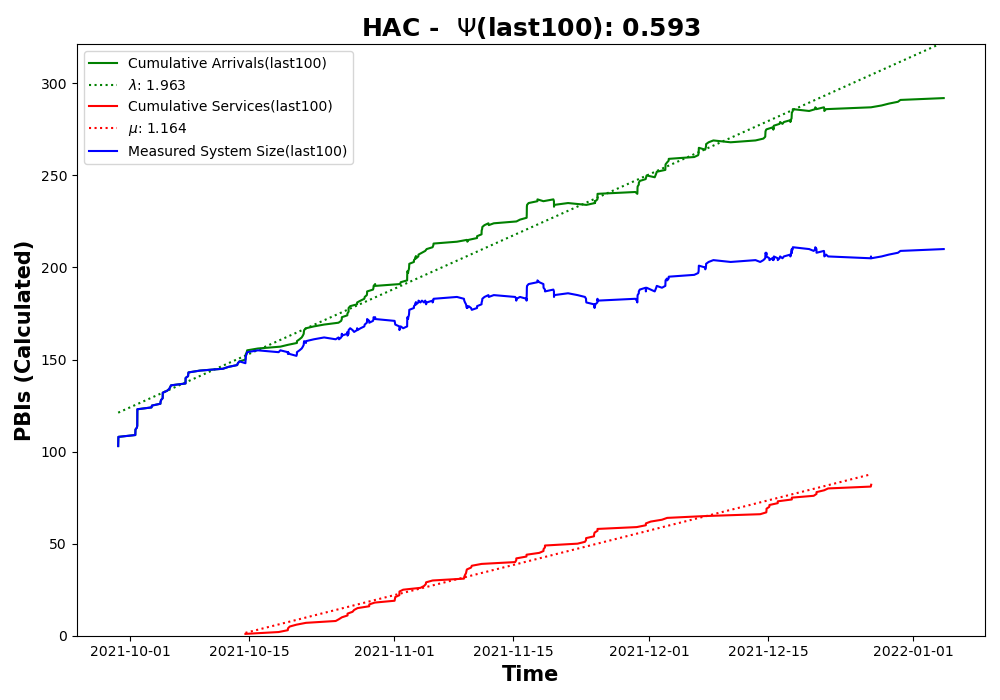 HAC - Ψ(last100): 0.593
Cumulative Arrivals(last100)
λ: 1.963
Cumulative Services(last100)
μ: 1.164
Measured System Size(last100)
PBIs (Calculated)
300
250
200
150
100
50
0
2021-10-01 2021-10-15 2021-11-01 2021-11-15 2021-12-01 2021-12-15 2022-01-01
Time